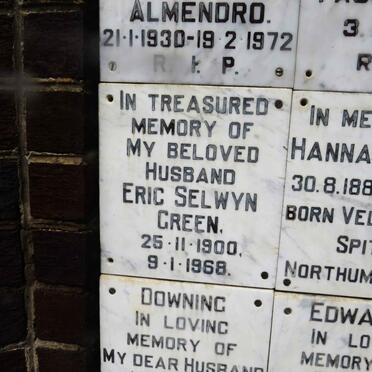 ALMENDRO.
21·1·1930-19·2·1972
R. I. P.
IN TREASURED
MEMORY OF
MY BELOVED
HUSBAND
ERIC SELWYN
GREEN.
25·11·1900,
9·1·1968.
DOWNING
IN LOVING
MEMORY OF
MY DEAR HUSBAND
3.
R
IN ME
HANNA
30.8.188
BORN VEL
SPIT
NORTHUM
EDWA
IN LO
MEMORY